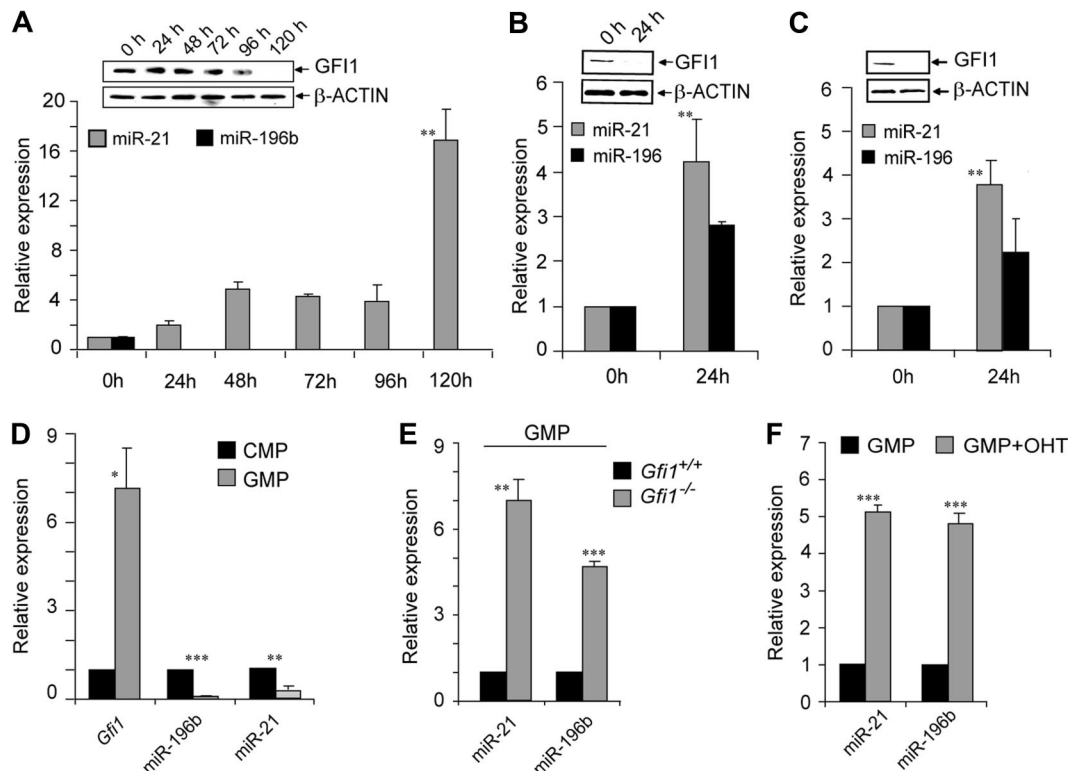 A
0 h 24 h 48 h 72 h 96 h 120 h
GFI1
β-ACTIN
20
16
12
8
4
0
Relative expression
miR-21 miR-196b
0h 24h 48h 72h 96h 120h
**
B
0 h 24 h
GFI1
β-ACTIN
6
5
4
3
2
1
0
Relative expression
miR-21
miR-196
**
0h 24h
C
GFI1
β-ACTIN
6
5
4
3
2
1
0
Relative expression
miR-21
miR-196
**
0h 24h
D
9
6
3
0
Relative expression
CMP
GMP
*
***
**
Gfi1 miR-196b miR-21
E
GMP
9
6
3
0
Relative expression
Gfi1+/+
Gfi1-/-
**
***
miR-21 miR-196b
F
7
6
5
4
3
2
1
0
Relative expression
GMP GMP+OHT
*** ***
miR-21 miR-196b